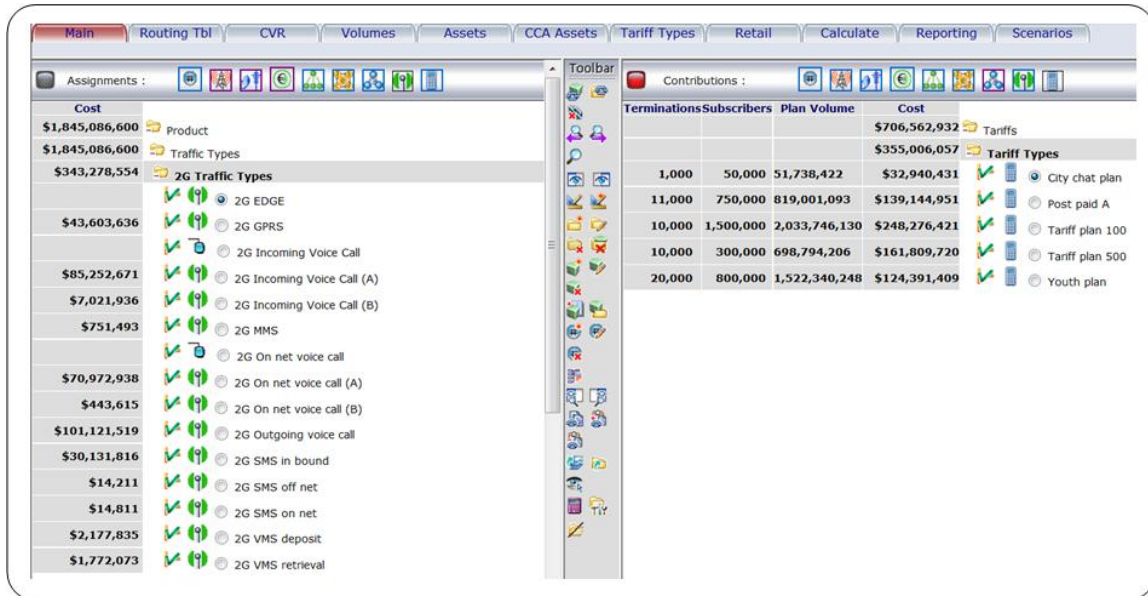 Main Routing Tbl CVR Volumes Assets CCA Assets Tariff Types Retail Calculate Reporting Scenarios
Assignments :
Cost
$1,845,086,600 Product
$1,845,086,600 Traffic Types
$343,278,554 2G Traffic Types
2G EDGE
$43,603,636 2G GPRS
2G Incoming Voice Call
$85,252,671 2G Incoming Voice Call (A)
$7,021,936 2G Incoming Voice Call (B)
$751,493 2G MMS
2G On net voice call
$70,972,938 2G On net voice call (A)
$443,615 2G On net voice call (B)
$101,121,519 2G Outgoing voice call
$30,131,816 2G SMS in bound
$14,211 2G SMS off net
$14,811 2G SMS on net
$2,177,835 2G VMS deposit
$1,772,073 2G VMS retrieval
Toolbar
Contributions :
Terminations Subscribers Plan Volume Cost
$706,562,932 Tariffs
$355,006,057 Tariff Types
1,000 50,000 51,738,422 $32,940,431 City chat plan
11,000 750,000 819,001,093 $139,144,951 Post paid A
10,000 1,500,000 2,033,746,130 $248,276,421 Tariff plan 100
10,000 300,000 698,794,206 $161,809,720 Tariff plan 500
20,000 800,000 1,522,340,248 $124,391,409 Youth plan